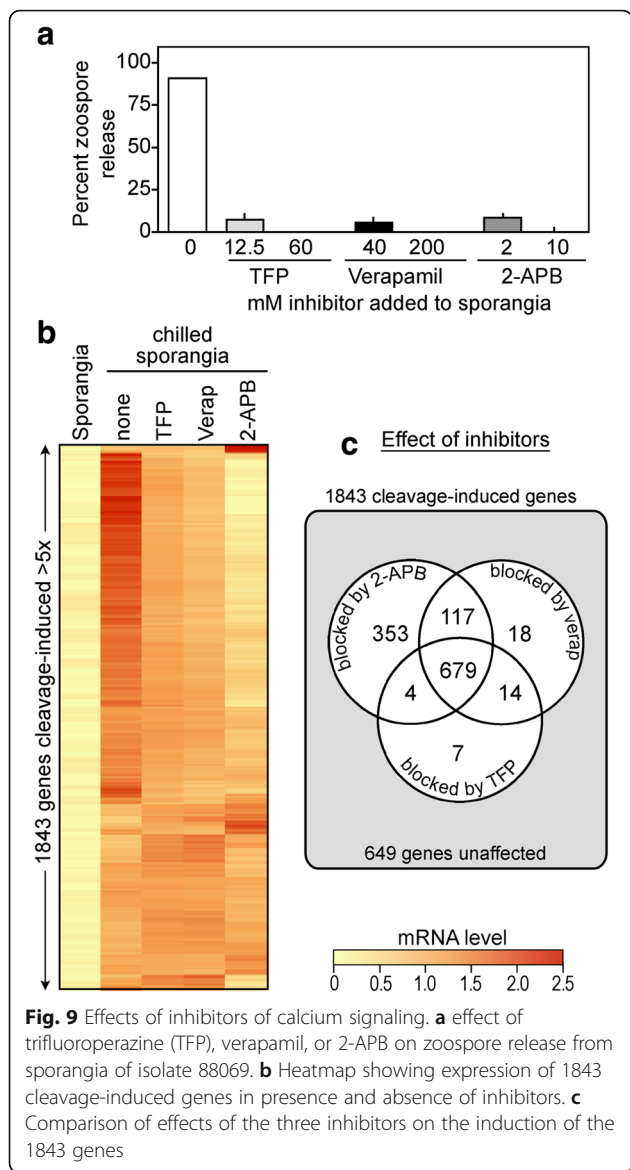 a
Percent zoospore
release
100
75
50
25
0
0 12.5 60 40 200 2 10
TFP Verapamil 2-APB
mM inhibitor added to sporangia
b
chilled
sporangia
Sporangia
none
TFP
Verap
2-APB
1843 genes cleavage-induced >5x
c Effect of inhibitors
1843 cleavage-induced genes
blocked by 2-APB
blocked by verap
353
117
18
679
4
14
7
blocked by TFP
649 genes unaffected
mRNA level
0 0.5 1.0 1.5 2.0 2.5
Fig. 9 Effects of inhibitors of calcium signaling. a effect of
trifluoroperazine (TFP), verapamil, or 2-APB on zoospore release from
sporangia of isolate 88069. b Heatmap showing expression of 1843
cleavage-induced genes in presence and absence of inhibitors. c
Comparison of effects of the three inhibitors on the induction of the
1843 genes